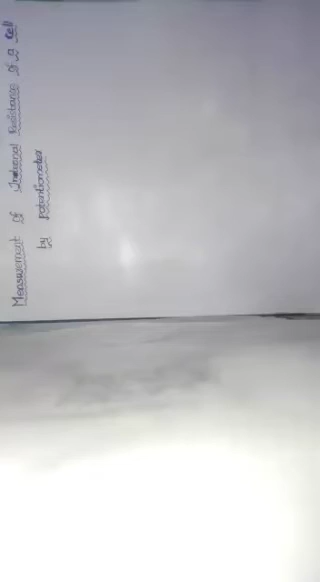 Measurement of Internal Resistance of a Cell
by potentiometer